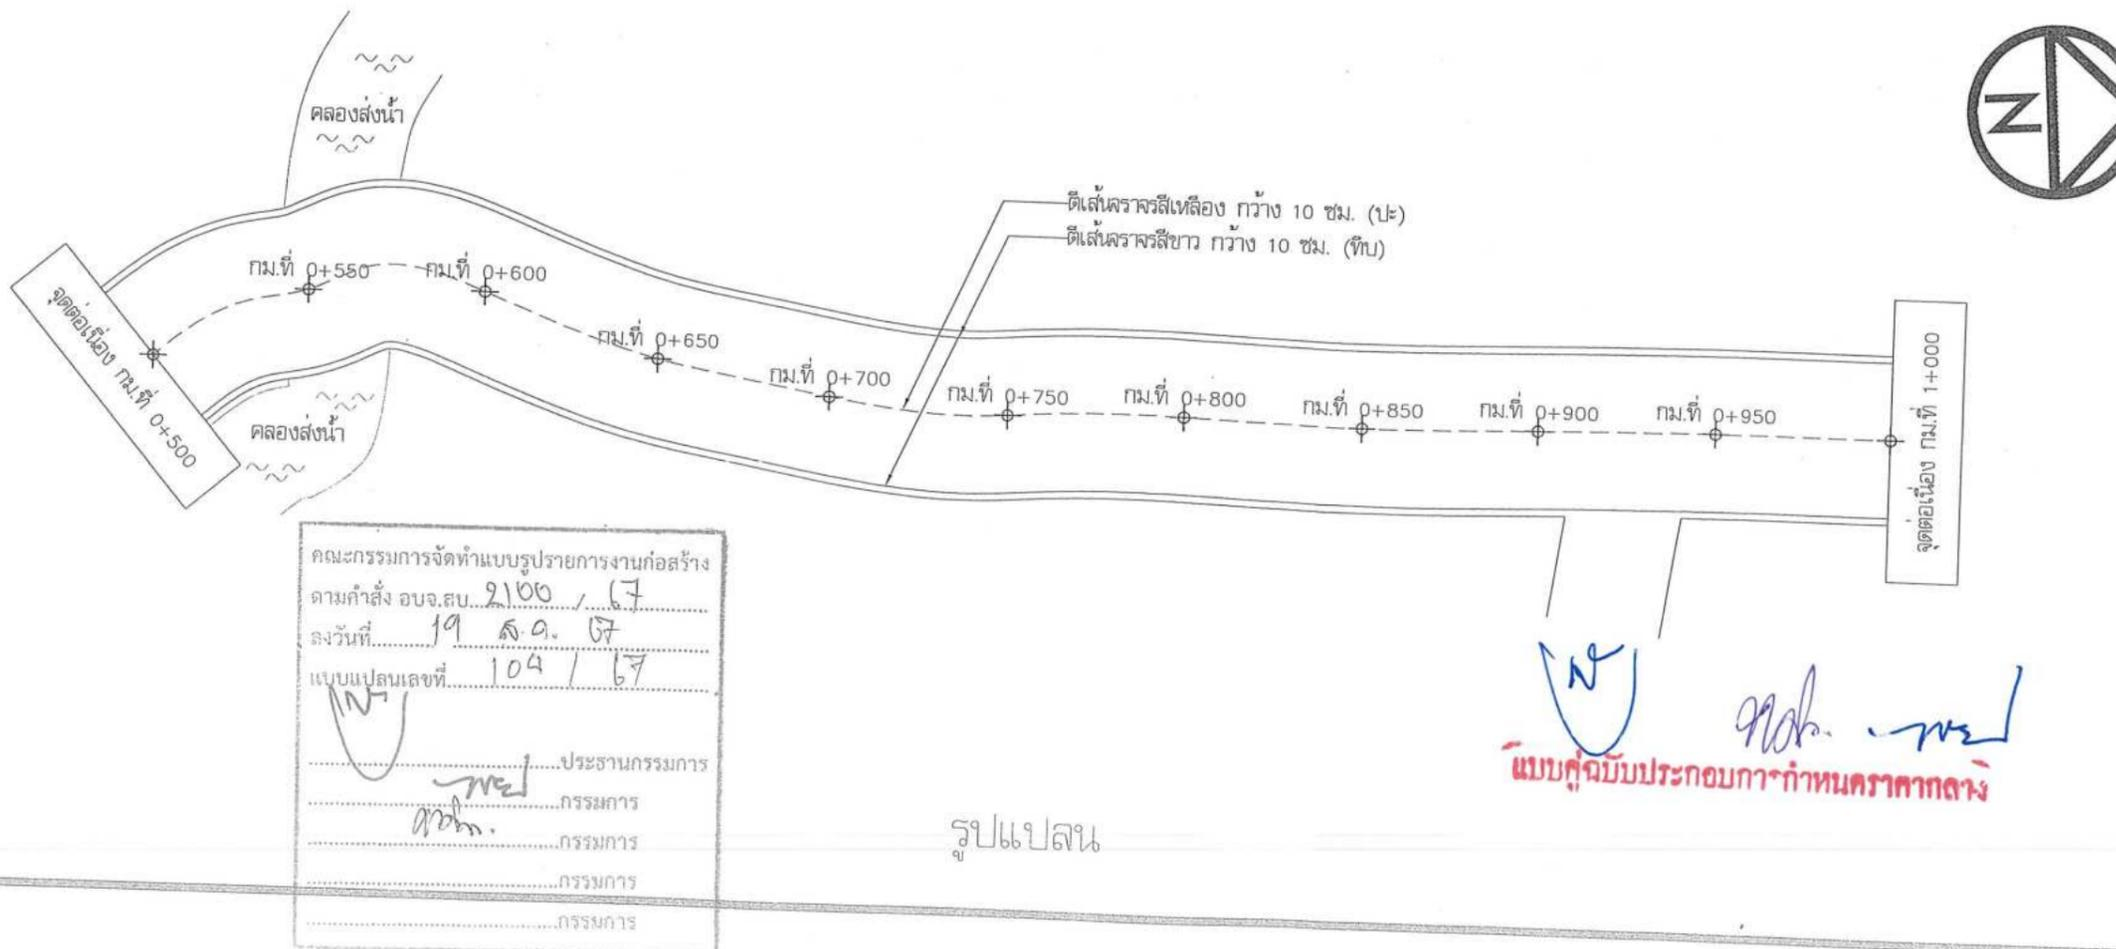 คลองส่งน้ำ
N
ตีเส้นจราจรสีเหลือง กว้าง 10 ซม. (ปะ)
ตีเส้นจราจรสีขาว กว้าง 10 ซม. (ทึบ)
จุดต่อเนื่อง กม.ที่ 0+500
กม.ที่ 0+550
กม.ที่ 0+600
กม.ที่ 0+650
กม.ที่ 0+700
กม.ที่ 0+750
กม.ที่ 0+800
กม.ที่ 0+850
กม.ที่ 0+900
กม.ที่ 0+950
จุดต่อเนื่อง กม.ที่ 1+000
คลองส่งน้ำ
คณะกรรมการจัดทำแบบรูปรายการงานก่อสร้าง
ตามคำสั่ง อบจ.สบ. 2100 / 67
ลงวันที่ 19 ส.ค. 67
แบบแปลนเลขที่ 104 / 67
ประธานกรรมการ
กรรมการ
กรรมการ
กรรมการ
กรรมการ
แบบคู่ฉบับประกอบการกำหนดราคากลาง
รูปแปลน